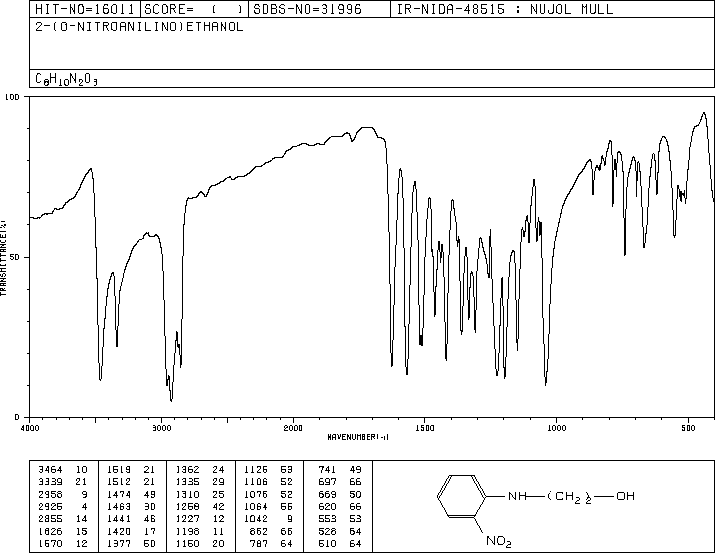 HIT-NO=16011 SCORE= ( ) SDBS-NO=31996 IR-NIDA-48515 : NUJOL MULL
2-(O-NITROANILINO)ETHANOL
C8H10N2O3
100
50
0
TRANSMITTANCE(%)
4000 3000 2000 1500 1000 500
WAVENUMBER(-1)
3464 10 1519 21 1362 24 1126 741 49
3339 21 1512 21 1335 29 1106 52 697 66
2958 9 1474 49 1310 25 1076 52 669 50
2925 4 1463 30 1258 42 1064 620 66
2855 14 1441 46 1227 12 1042 9 553 53
1626 15 1420 17 1198 11 862 66 528 64
1570 12 1377 50 1150 20 787 64 510 64
NH—(CH2)2—OH
NO2